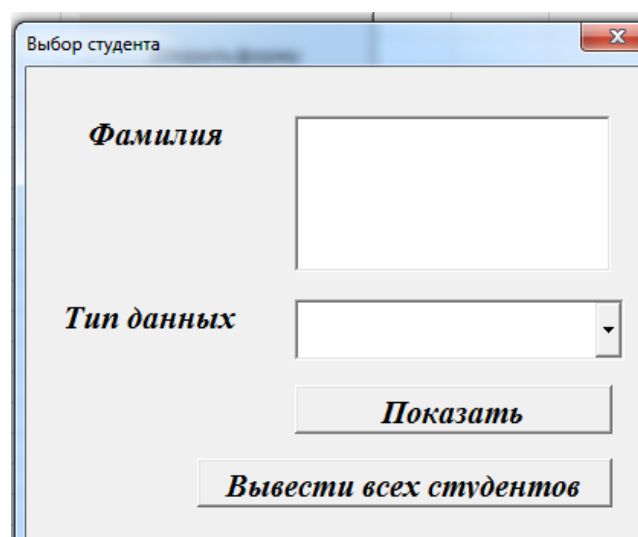 Выбор студента
Фамилия
Тип данных
Показать
Вывести всех студентов